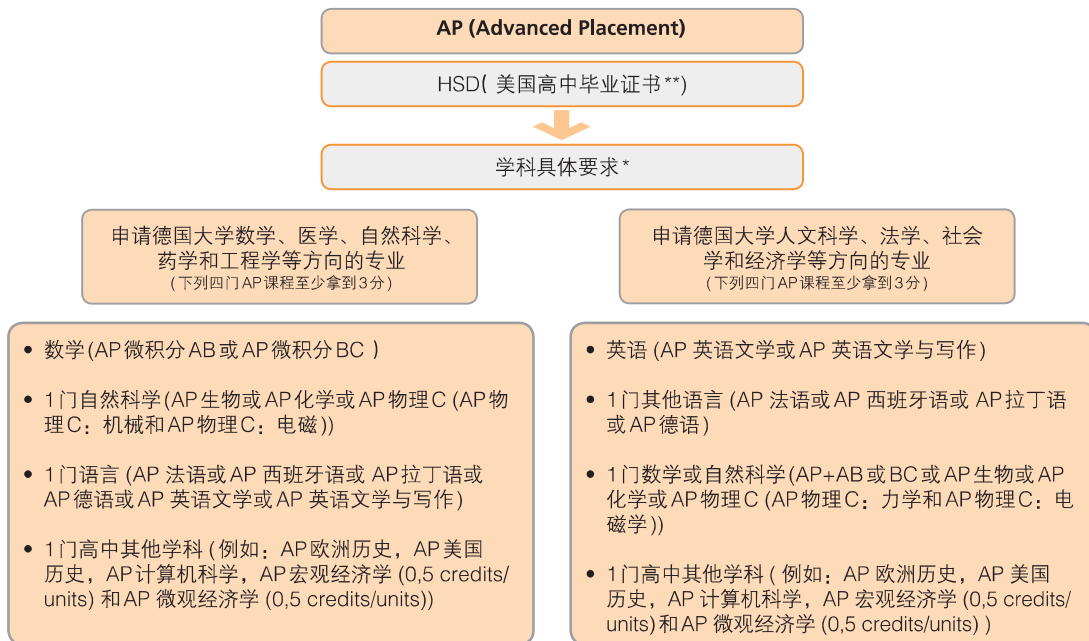 AP (Advanced Placement)
HSD( 美国高中毕业证书**)
学科具体要求*
申请德国大学数学、医学、自然科学、
药学和工程学等方向的专业
(下列四门AP课程至少拿到3分)
• 数学(AP微积分AB或AP微积分BC )
• 1门自然科学(AP生物或AP化学或AP物理C (AP物
理C：机械和AP物理C：电磁))
• 1门语言 (AP 法语或AP 西班牙语或 AP拉丁语或
AP德语或AP 英语文学或AP 英语文学与写作)
• 1门高中其他学科 ( 例如：AP欧洲历史，AP美国
历史，AP计算机科学，AP宏观经济学 (0,5 credits/
units) 和AP 微观经济学 (0,5 credits/units))
申请德国大学人文科学、法学、社会
学和经济学等方向的专业
(下列四门AP课程至少拿到3分)
• 英语 (AP 英语文学或AP 英语文学与写作)
• 1门其他语言 (AP 法语或AP 西班牙语或 AP拉丁语
或AP德语)
• 1门数学或自然科学(AP+AB或BC或AP生物或AP
化学或AP物理C (AP物理C：力学和AP物理C：电
磁学))
• 1门高中其他学科 ( 例如：AP 欧洲历史，AP 美国
历史，AP 计算机科学，AP 宏观经济学 (0,5 credits/
units)和AP 微观经济学 (0,5 credits/units) )